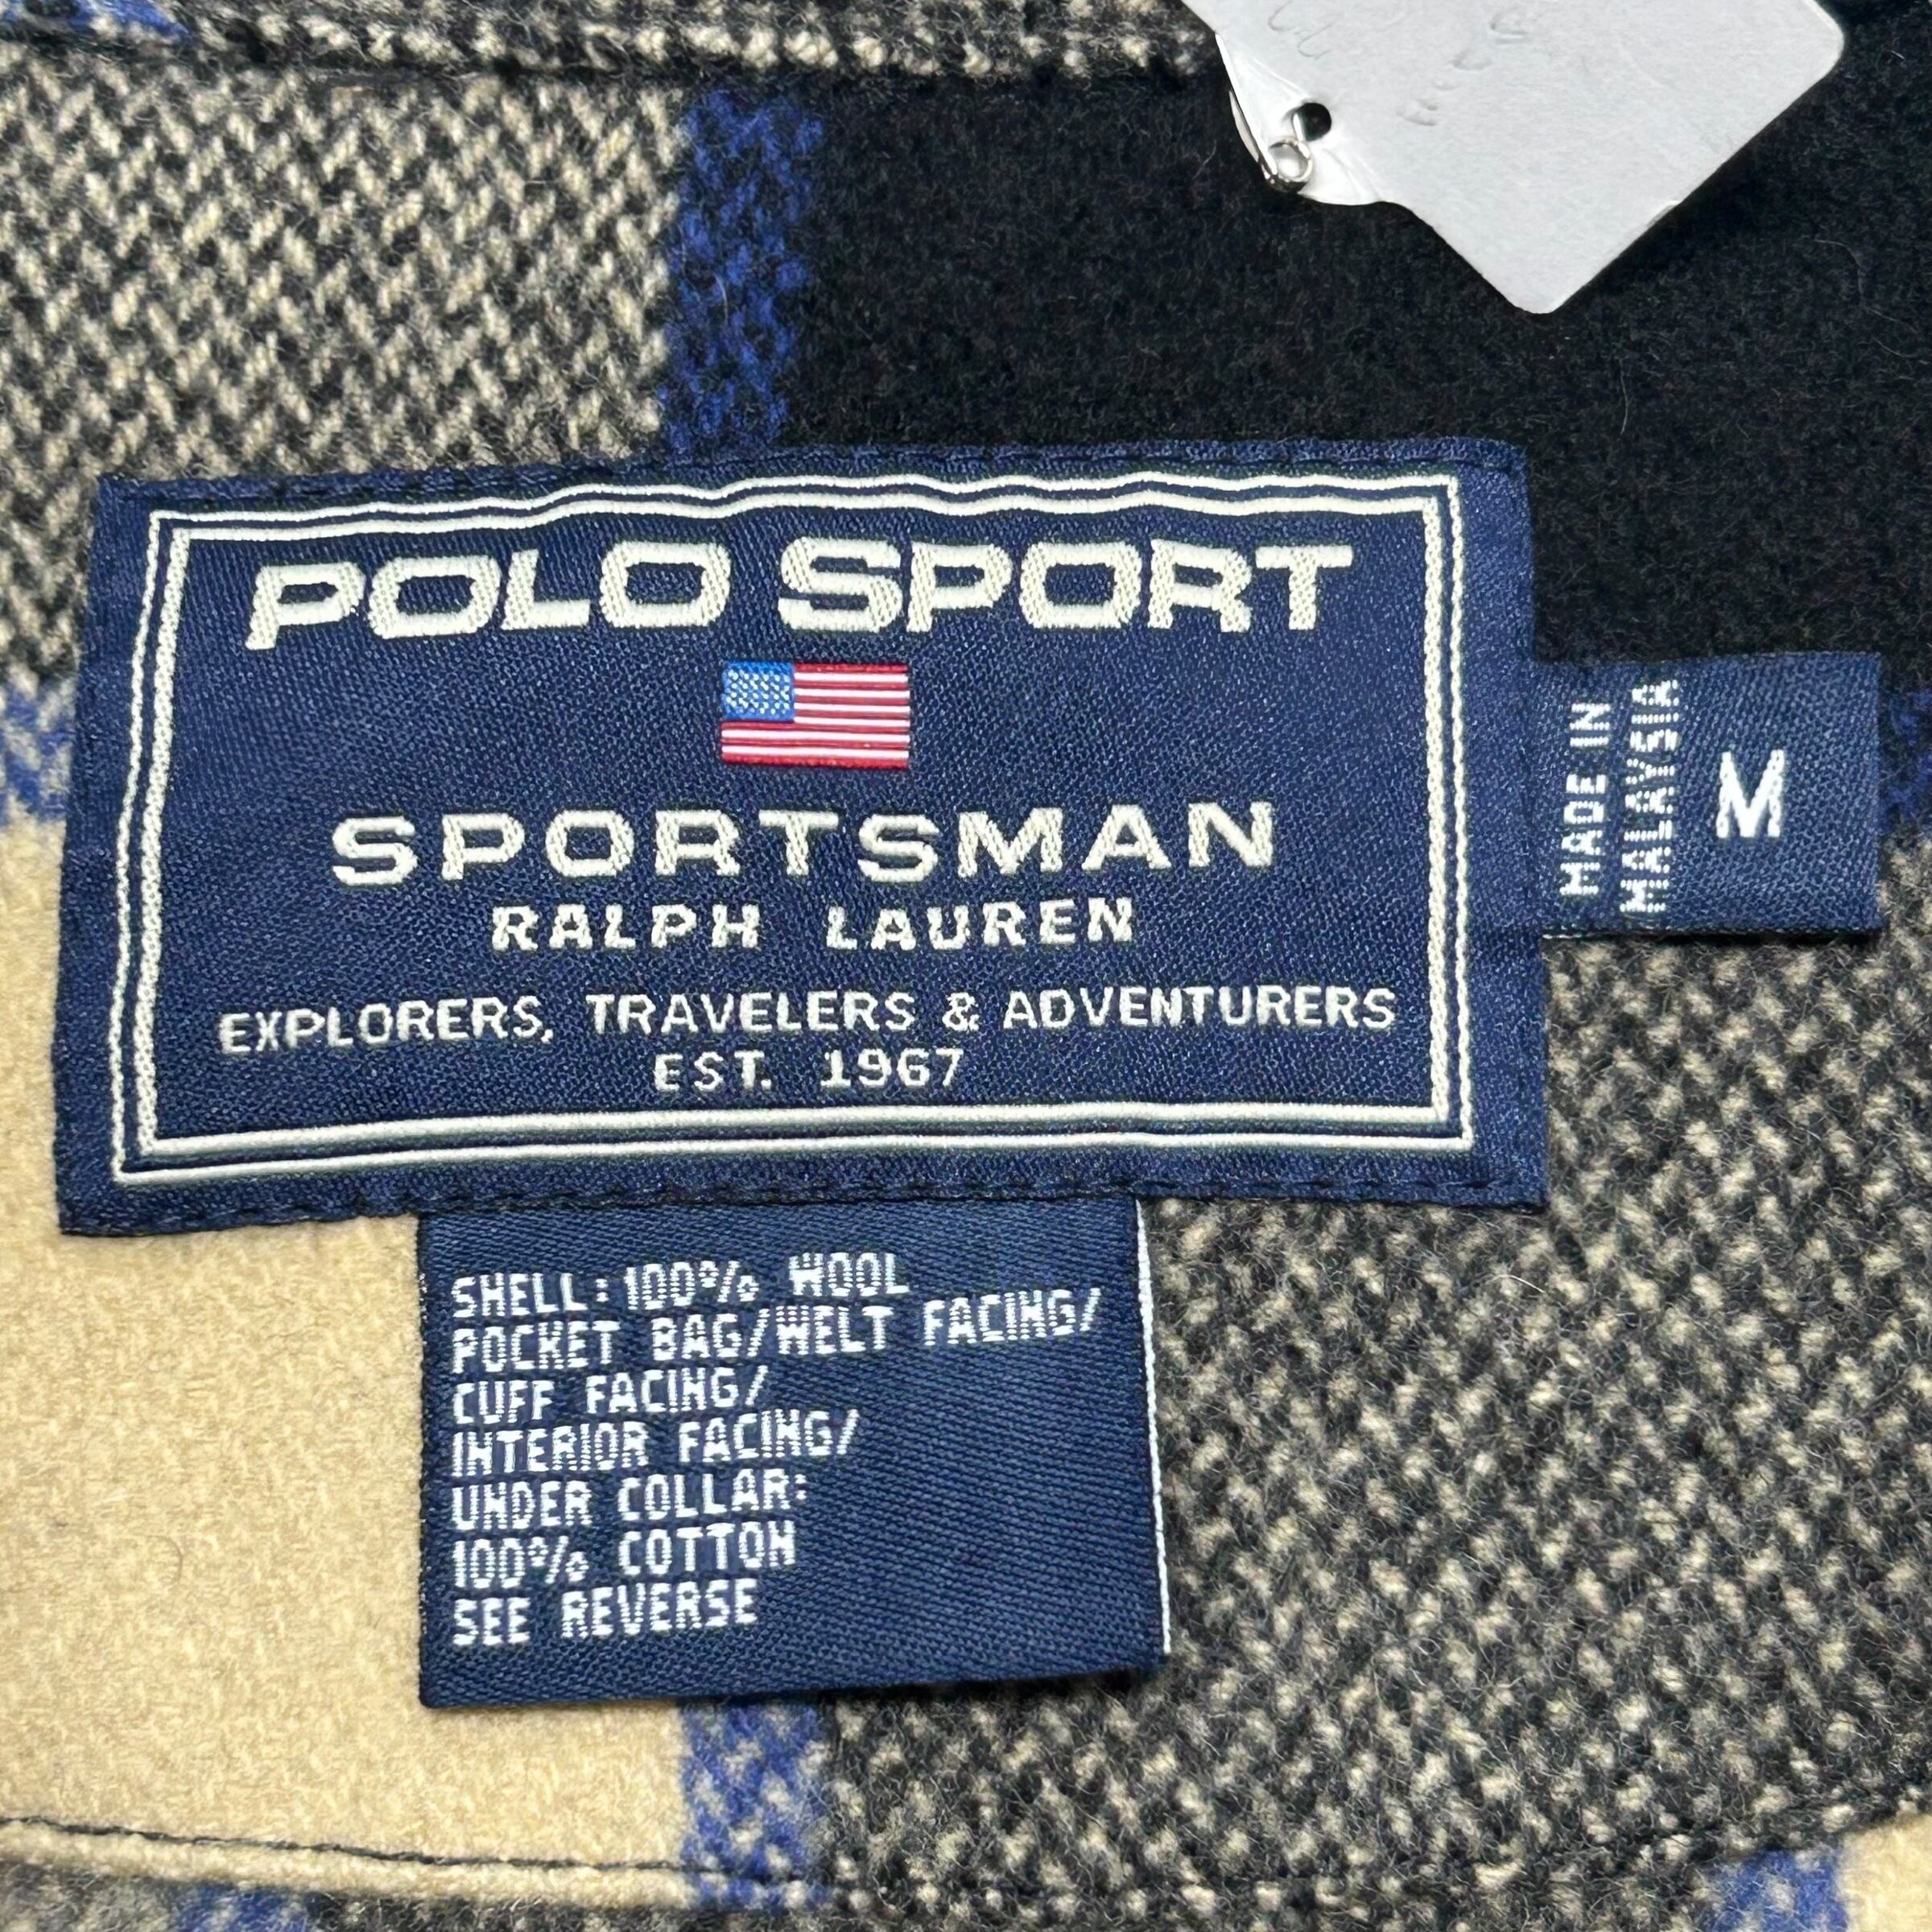 POLO SPORT
SPORTSMAN
RALPH LAUREN
EXPLORERS, TRAVELERS & ADVENTURERS
EST. 1967
MADE IN
MALAYSIA
M
SHELL: 100% WOOL
POCKET BAG/WELT FACING/
CUFF FACING/
INTERIOR FACING/
UNDER COLLAR:
100% COTTON
SEE REVERSE